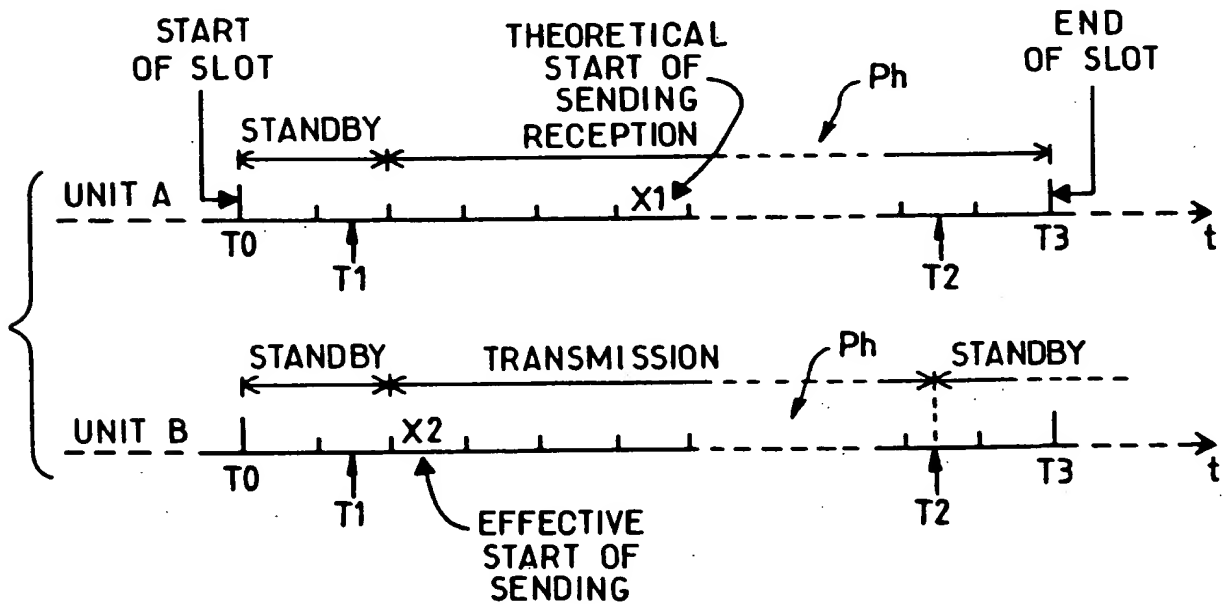 START
OF SLOT
THEORETICAL
START OF
SENDING
END
OF SLOT
Ph
STANDBY
RECEPTION
UNIT A
X1
T0
T1
T2
T3
t
STANDBY
TRANSMISSION
Ph
STANDBY
UNIT B
X2
T0
T1
T2
T3
t
EFFECTIVE
START OF
SENDING